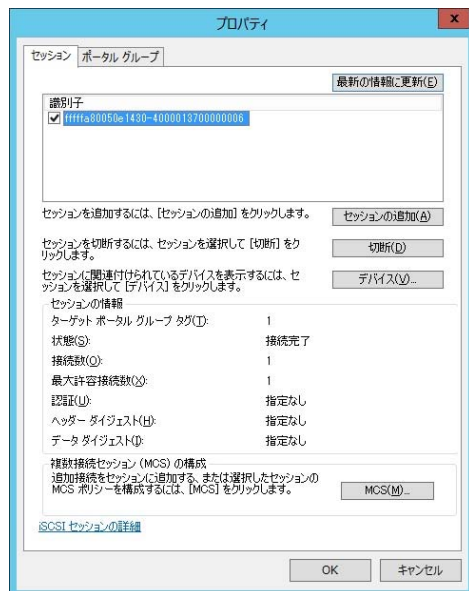 プロパティ
x
セッション
ポータル グループ
最新の情報に更新(E)
識別子
fffffa80050e1430-4000013700000006
セッションを追加するには、[セッションの追加] をクリックします。
セッションの追加(A)
セッションを切断するには、セッションを選択して [切断] をク
リックします。
切断(D)
セッションに関連付けられているデバイスを表示するには、セ
ッションを選択して [デバイス] をクリックします。
デバイス(V)...
セッションの情報
ターゲット ポータル グループ タグ(T): 1
状態(S): 接続完了
接続数(O): 1
最大許容接続数(X): 1
認証(U): 指定なし
ヘッダー ダイジェスト(H): 指定なし
データ ダイジェスト(I): 指定なし
複数接続セッション (MCS) の構成
追加接続をセッションに追加する、または選択したセッションの
MCS ポリシーを構成するには、[MCS] をクリックします。
MCS(M)...
iSCSI セッションの詳細
OK
キャンセル